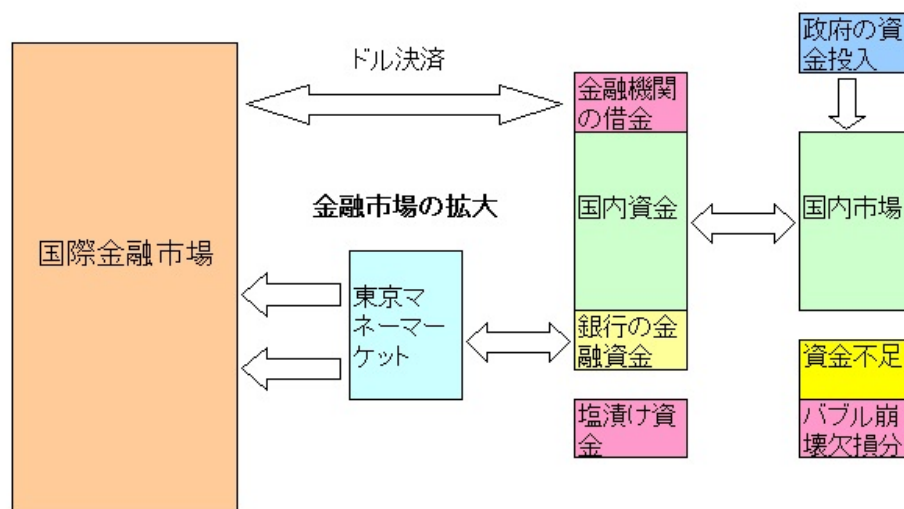 政府の資
金投入
ドル決済
金融機関
の借金
金融市場の拡大
国内資金
国内市場
国際金融市場
東京マ
ネーマー
ケット
銀行の金
融資金
資金不足
塩漬け資
金
バブル崩
壊欠損分